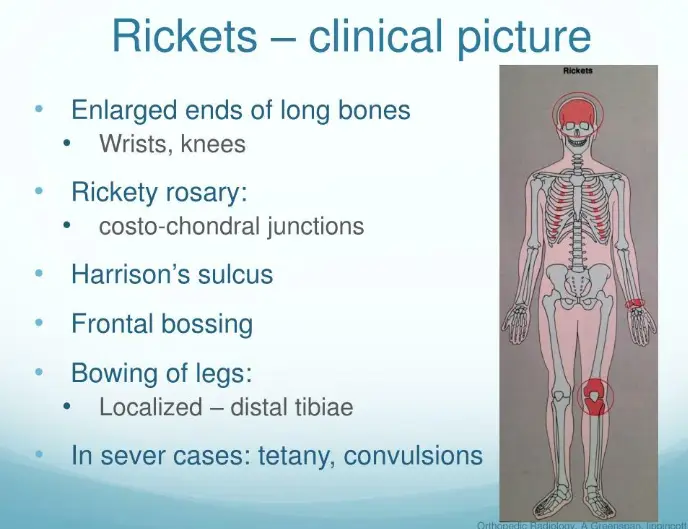 Rickets – clinical picture
Rickets
• Enlarged ends of long bones
• Wrists, knees
• Rickety rosary:
• costo-chondral junctions
• Harrison's sulcus
• Frontal bossing
• Bowing of legs:
• Localized – distal tibiae
• In sever cases: tetany, convulsions
Orthopedic Radiology, A Greenspan,